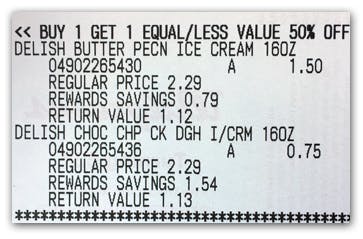 << BUY 1 GET 1 EQUAL/LESS VALUE 50% OFF
DELISH BUTTER PECN ICE CREAM 16OZ
04902265430 A 1.50
REGULAR PRICE 2.29
REWARDS SAVINGS 0.79
RETURN VALUE 1.12
DELISH CHOC CHP CK DGH I/CRM 16OZ
04902265436 A 0.75
REGULAR PRICE 2.29
REWARDS SAVINGS 1.54
RETURN VALUE 1.13
****************************************